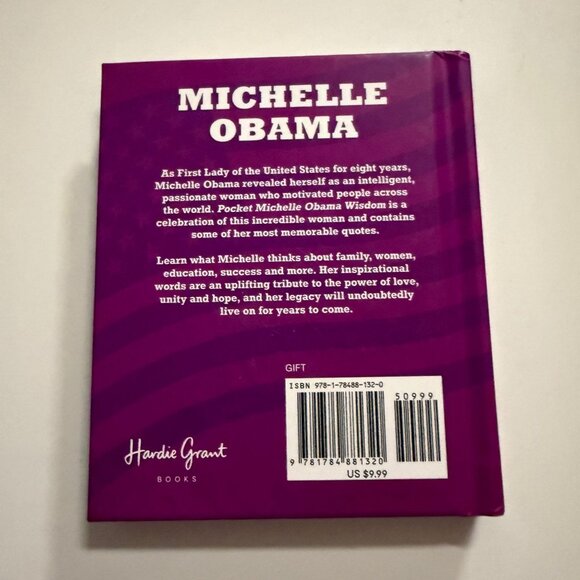 MICHELLE
OBAMA
As First Lady of the United States for eight years,
Michelle Obama revealed herself as an intelligent,
passionate woman who motivated people across
the world. Pocket Michelle Obama Wisdom is a
celebration of this incredible woman and contains
some of her most memorable quotes.
Learn what Michelle thinks about family, women,
education, success and more. Her inspirational
words are an uplifting tribute to the power of love,
unity and hope, and her legacy will undoubtedly
live on for years to come.
GIFT
ISBN 978-1-78488-132-0
50999
9 781784 881320
US $9.99
Hardie Grant
BOOKS